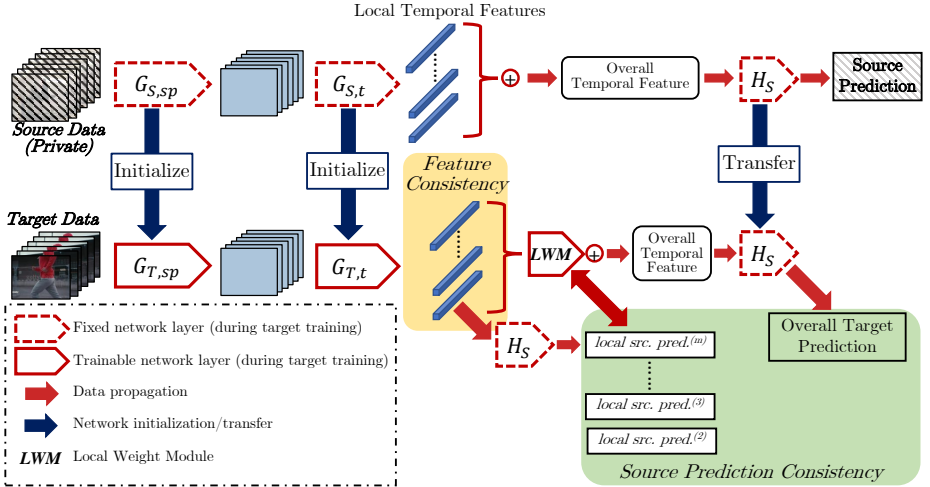 Local Temporal Features
G_{S,sp}
G_{S,t}
+
Overall
Temporal Feature
H_S
Source
Prediction
Source Data
(Private)
Initialize
Initialize
Transfer
Feature
Consistency
Target Data
G_{T,sp}
G_{T,t}
LWM
+
Overall
Temporal
Feature
H_S
Overall Target
Prediction
H_S
local src. pred.^{(m)}
local src. pred.^{(3)}
local src. pred.^{(2)}
Source Prediction Consistency
Fixed network layer (during target training)
Trainable network layer (during target training)
Data propagation
Network initialization/transfer
LWM Local Weight Module